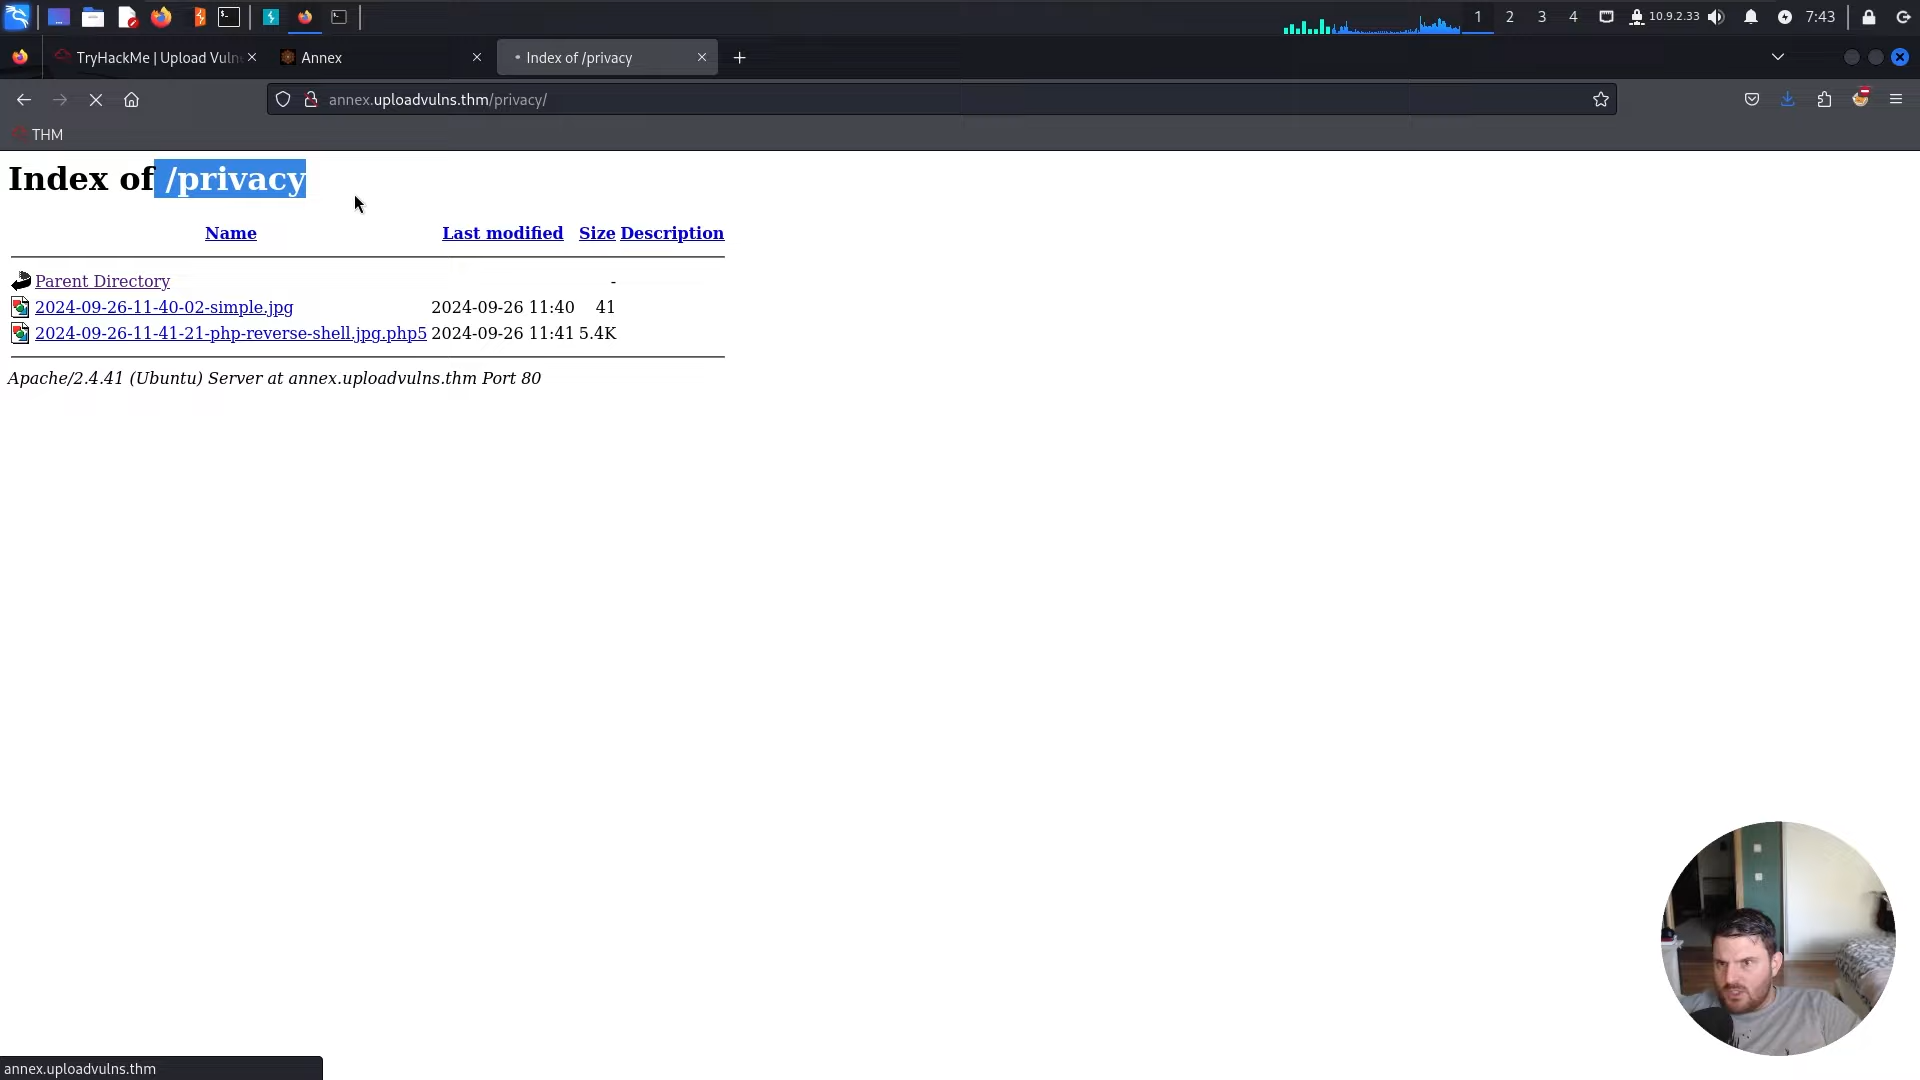 1 2 3 4 10.9.2.33 7:43
TryHackMe | Upload Vuln Annex Index of /privacy
annex.uploadvulns.thm/privacy/
THM
Index of /privacy
Name Last modified Size Description
Parent Directory -
2024-09-26-11-40-02-simple.jpg 2024-09-26 11:40 41
2024-09-26-11-41-21-php-reverse-shell.jpg.php5 2024-09-26 11:41 5.4K
Apache/2.4.41 (Ubuntu) Server at annex.uploadvulns.thm Port 80
annex.uploadvulns.thm